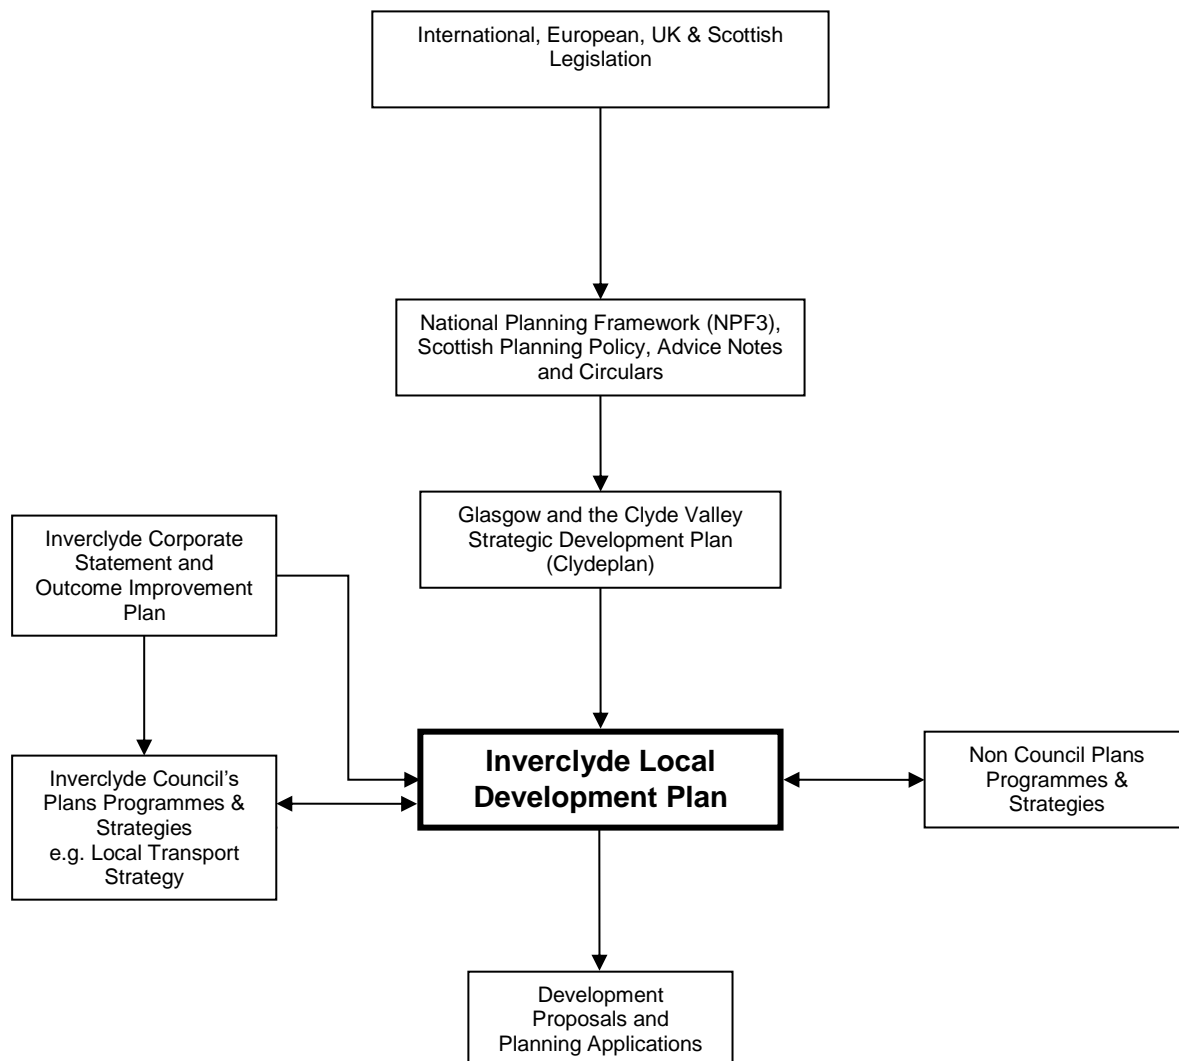 International, European, UK & Scottish
Legislation
National Planning Framework (NPF3),
Scottish Planning Policy, Advice Notes
and Circulars
Glasgow and the Clyde Valley
Strategic Development Plan
(Clydeplan)
Inverclyde Corporate
Statement and
Outcome Improvement
Plan
Inverclyde Local
Development Plan
Non Council Plans
Programmes &
Strategies
Inverclyde Council's
Plans Programmes &
Strategies
e.g. Local Transport
Strategy
Development
Proposals and
Planning Applications